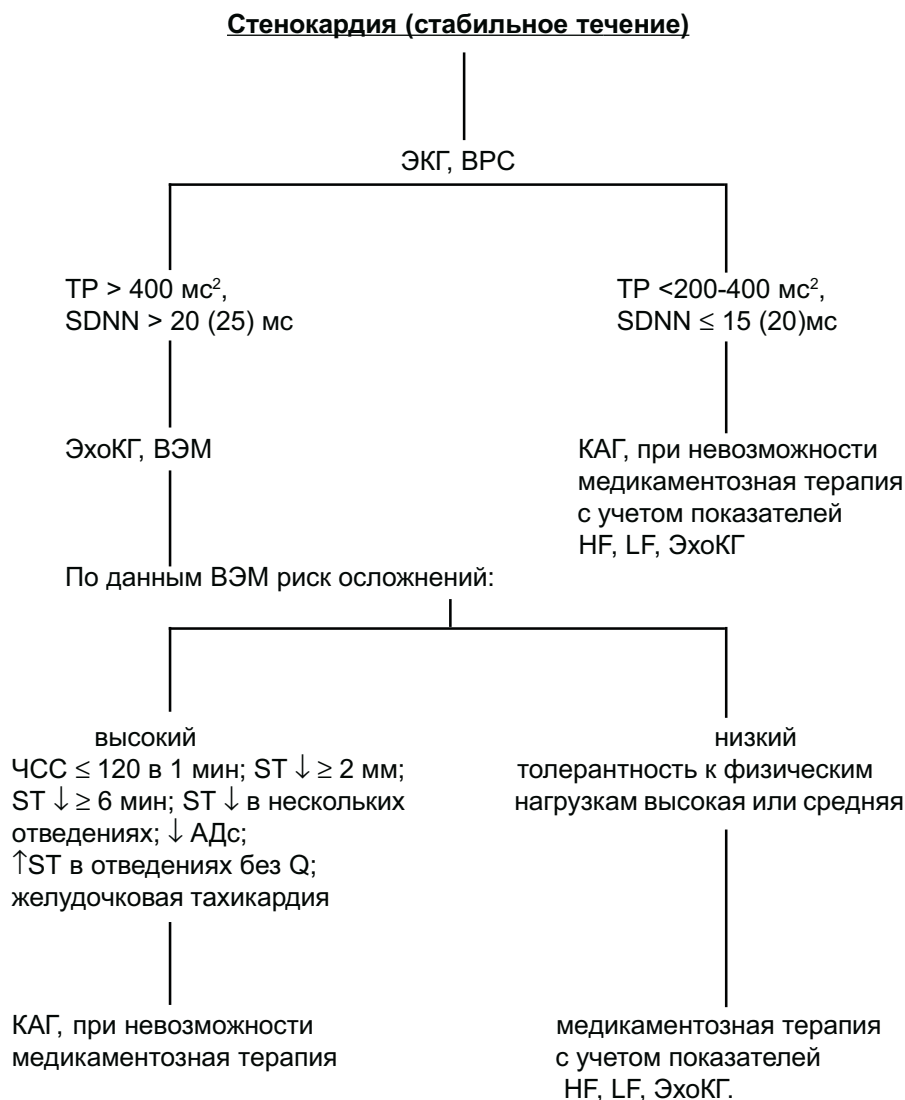 Стенокардия (стабильное течение)
ЭКГ, ВРС
TP > 400 мс²,
SDNN > 20 (25) мс
TP <200-400 мс²,
SDNN ≤ 15 (20)мс
ЭхоКГ, ВЭМ
КАГ, при невозможности
медикаментозная терапия
с учетом показателей
HF, LF, ЭхоКГ
По данным ВЭМ риск осложнений:
высокий
ЧСС ≤ 120 в 1 мин; ST ↓ ≥ 2 мм;
ST ↓ ≥ 6 мин; ST ↓ в нескольких
отведениях; ↓ АДс;
↑ST в отведениях без Q;
желудочковая тахикардия
низкий
толерантность к физическим
нагрузкам высокая или средняя
КАГ, при невозможности
медикаментозная терапия
медикаментозная терапия
с учетом показателей
HF, LF, ЭхоКГ.